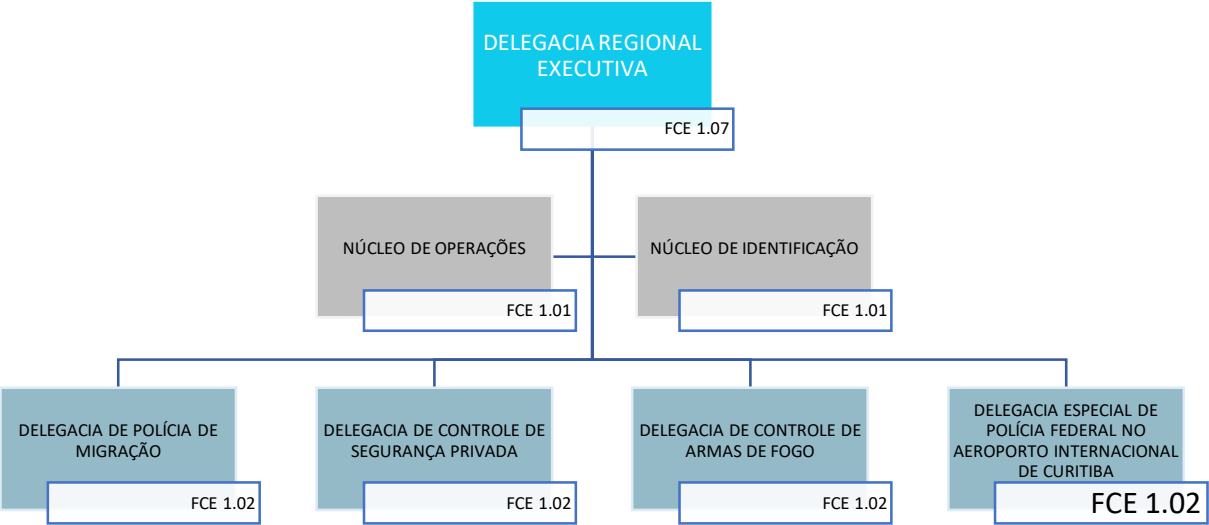 DELEGACIA REGIONAL
EXECUTIVA
FCE 1.07
NÚCLEO DE OPERAÇÕES
FCE 1.01
NÚCLEO DE IDENTIFICAÇÃO
FCE 1.01
DELEGACIA DE POLÍCIA DE
MIGRAÇÃO
FCE 1.02
DELEGACIA DE CONTROLE DE
SEGURANÇA PRIVADA
FCE 1.02
DELEGACIA DE CONTROLE DE
ARMAS DE FOGO
FCE 1.02
DELEGACIA ESPECIAL DE
POLÍCIA FEDERAL NO
AEROPORTO INTERNACIONAL
DE CURITIBA
FCE 1.02